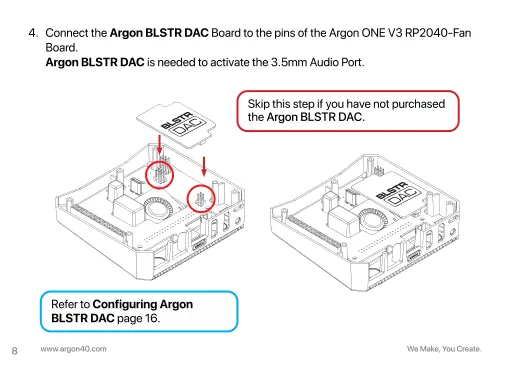 4. Connect the Argon BLSTR DAC Board to the pins of the Argon ONE V3 RP2040-Fan
Board.
Argon BLSTR DAC is needed to activate the 3.5mm Audio Port.
Skip this step if you have not purchased
the Argon BLSTR DAC.
BLSTR
DAC
BLSTR
DAC
Refer to Configuring Argon
BLSTR DAC page 16.
8
www.argon40.com
We Make, You Create.